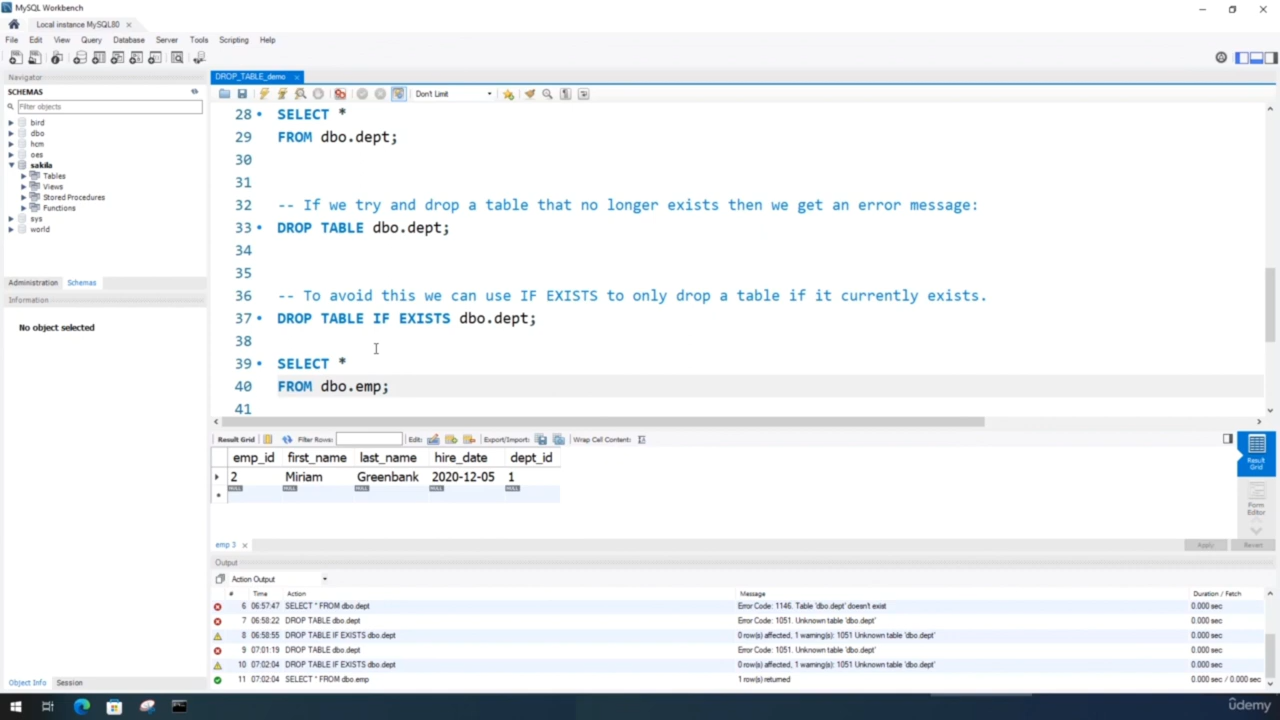 MySQL Workbench
Local instance MySQL80
File Edit View Query Database Server Tools Scripting Help
Navigator
SCHEMAS
Filter objects
bird
dbo
hcm
oes
sakila
Tables
Views
Stored Procedures
Functions
sys
world
Administration Schemas
Information
No object selected
Object Info Session
DROP_TABLE_demo
Don't Limit
28 SELECT *
29 FROM dbo.dept;
30
31
32 -- If we try and drop a table that no longer exists then we get an error message:
33 DROP TABLE dbo.dept;
34
35
36 -- To avoid this we can use IF EXISTS to only drop a table if it currently exists.
37 DROP TABLE IF EXISTS dbo.dept;
38
39 SELECT *
40 FROM dbo.emp;
41
Result Grid Filter Rows: Edit: Export/Import: Wrap Cell Content:
emp_id first_name last_name hire_date dept_id
2 Miriam Greenbank 2020-12-05 1
NULL NULL NULL NULL NULL
Result Grid
Form Editor
emp 3 Apply Revert
Output
Action Output
# Time Action Message Duration / Fetch
6 06:57:47 SELECT * FROM dbo.dept Error Code: 1146. Table 'dbo.dept' doesn't exist 0.000 sec
7 06:58:22 DROP TABLE dbo.dept Error Code: 1051. Unknown table 'dbo.dept' 0.000 sec
8 06:58:55 DROP TABLE IF EXISTS dbo.dept 0 row(s) affected, 1 warning(s): 1051 Unknown table 'dbo.dept' 0.000 sec
9 07:01:19 DROP TABLE dbo.dept Error Code: 1051. Unknown table 'dbo.dept' 0.000 sec
10 07:02:04 DROP TABLE IF EXISTS dbo.dept 0 row(s) affected, 1 warning(s): 1051 Unknown table 'dbo.dept' 0.000 sec
11 07:02:04 SELECT * FROM dbo.emp 1 row(s) returned 0.000 sec / 0.000 sec
ûdemy